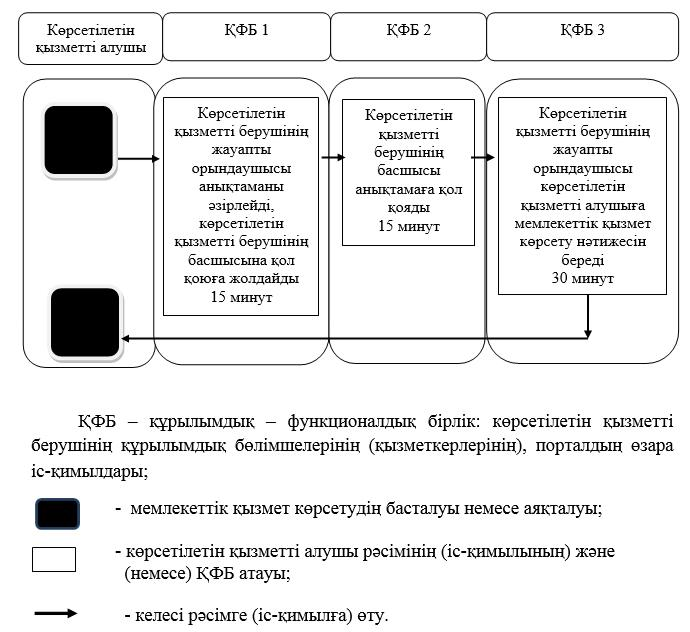 Көрсетілетін
қызметті алушы
ҚФБ 1
ҚФБ 2
ҚФБ 3
Көрсетілетін
қызметті берушінің
жауапты
орындаушысы
анықтаманы
әзірлейді,
көрсетілетін
қызметті берушінің
басшысына қол
қоюға жолдайды
15 минут
Көрсетілетін
қызметті
берушінің
басшысы
анықтамаға қол
қояды
15 минут
Көрсетілетін
қызметті берушінің
жауапты
орындаушысы
көрсетілетін
қызметті алушыға
мемлекеттік қызмет
көрсету нәтижесін
береді
30 минут
ҚФБ – құрылымдық – функционалдық бірлік: көрсетілетін қызметті
берушінің құрылымдық бөлімшелерінің (қызметкерлерінің), порталдың өзара
іс-қимылдары;
- мемлекеттік қызмет көрсетудің басталуы немесе аяқталуы;
- көрсетілетін қызметті алушы рәсімінің (іс-қимылының) және
(немесе) ҚФБ атауы;
- келесі рәсімге (іс-қимылға) өту.